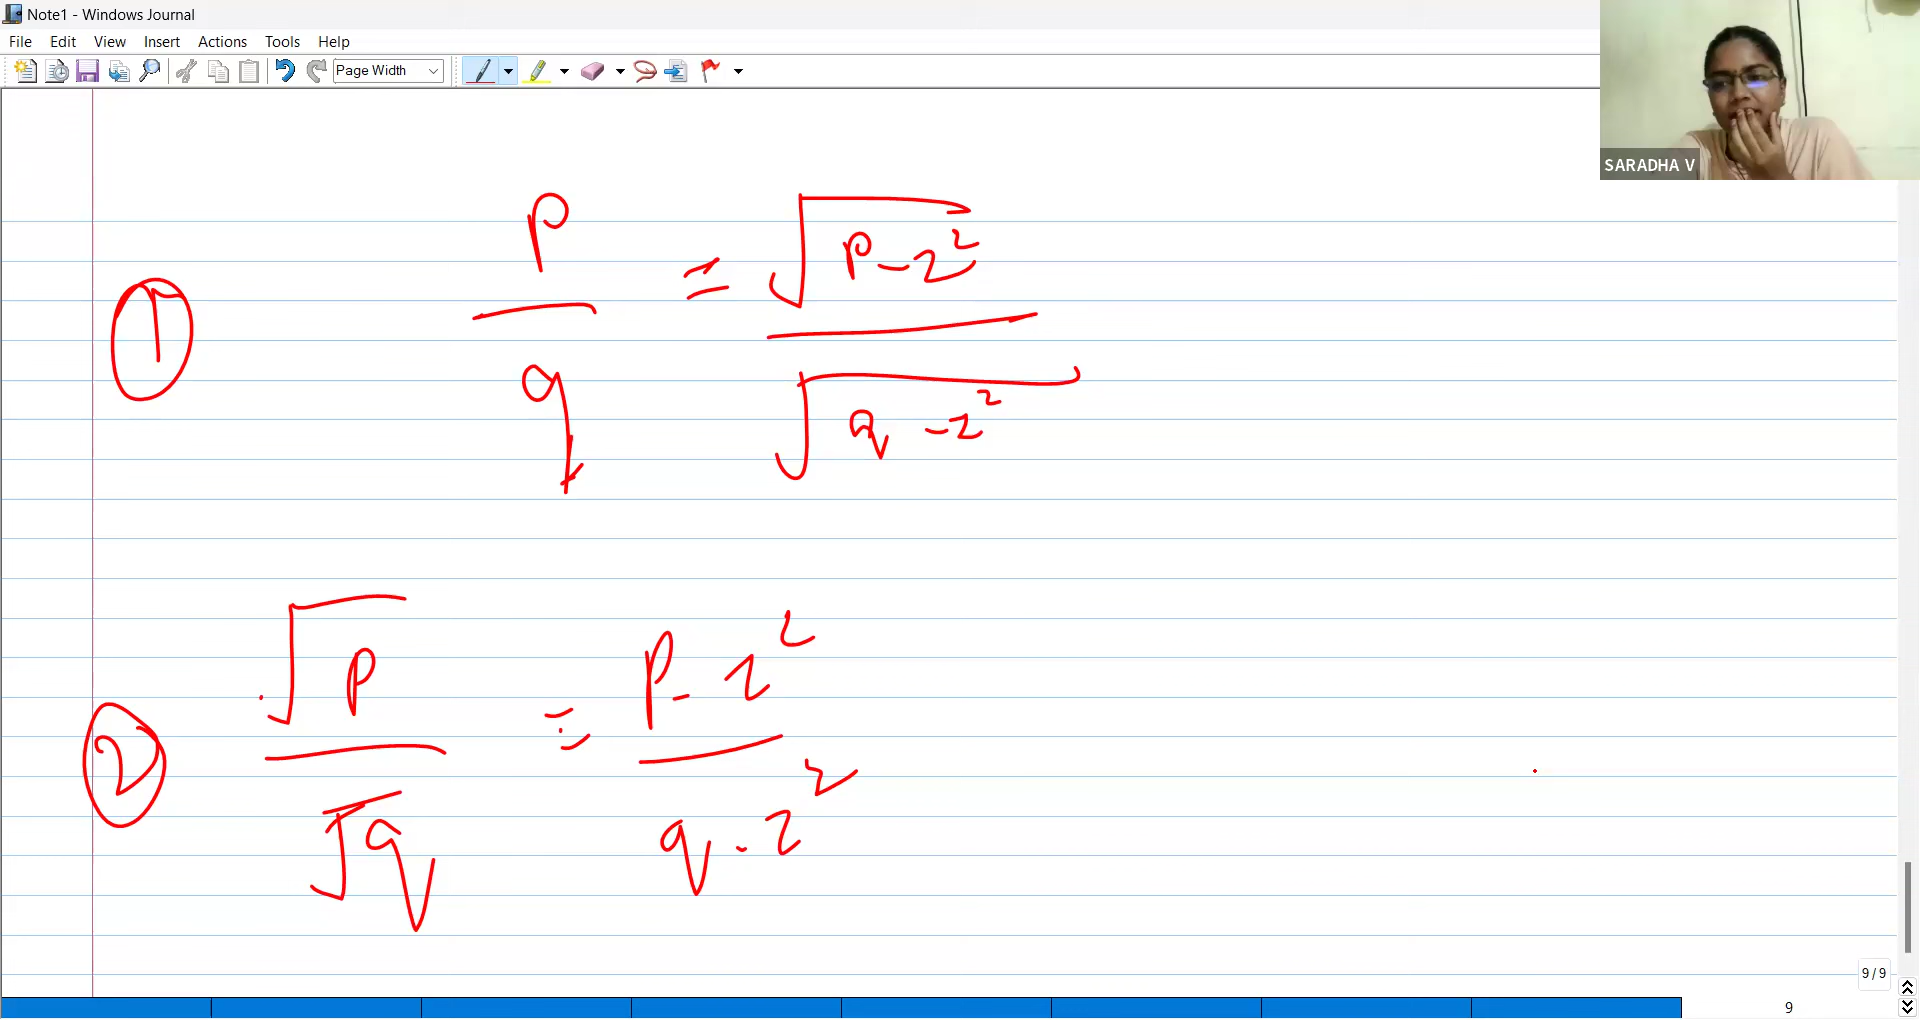 Note1 - Windows Journal
File Edit View Insert Actions Tools Help
Page Width
SARADHA V
① p/q = √(p - z²)/√(q - z²)
② √p/√q = p - z²/q - z²
9 / 9
9